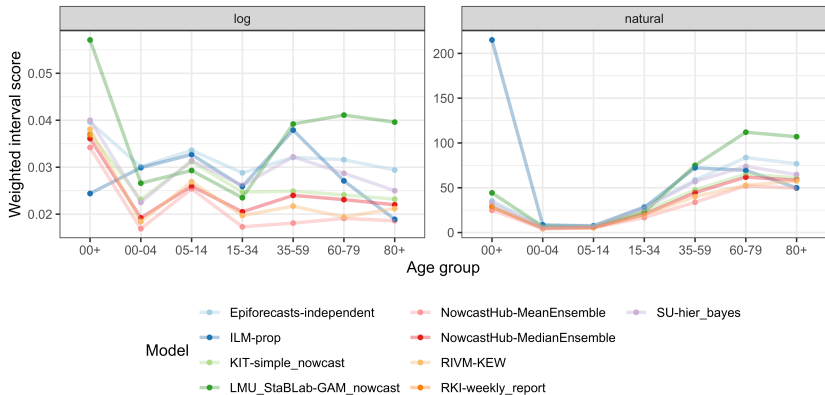 log
natural
Weighted interval score
0.05
0.04
0.03
0.02
200
150
100
50
0
00+ 00-04 05-14 15-34 35-59 60-79 80+
00+ 00-04 05-14 15-34 35-59 60-79 80+
Age group
Model
Epiforecasts-independent
ILM-prop
KIT-simple_nowcast
LMU_StaBLab-GAM_nowcast
NowcastHub-MeanEnsemble
NowcastHub-MedianEnsemble
RIVM-KEW
RKI-weekly_report
SU-hier_bayes